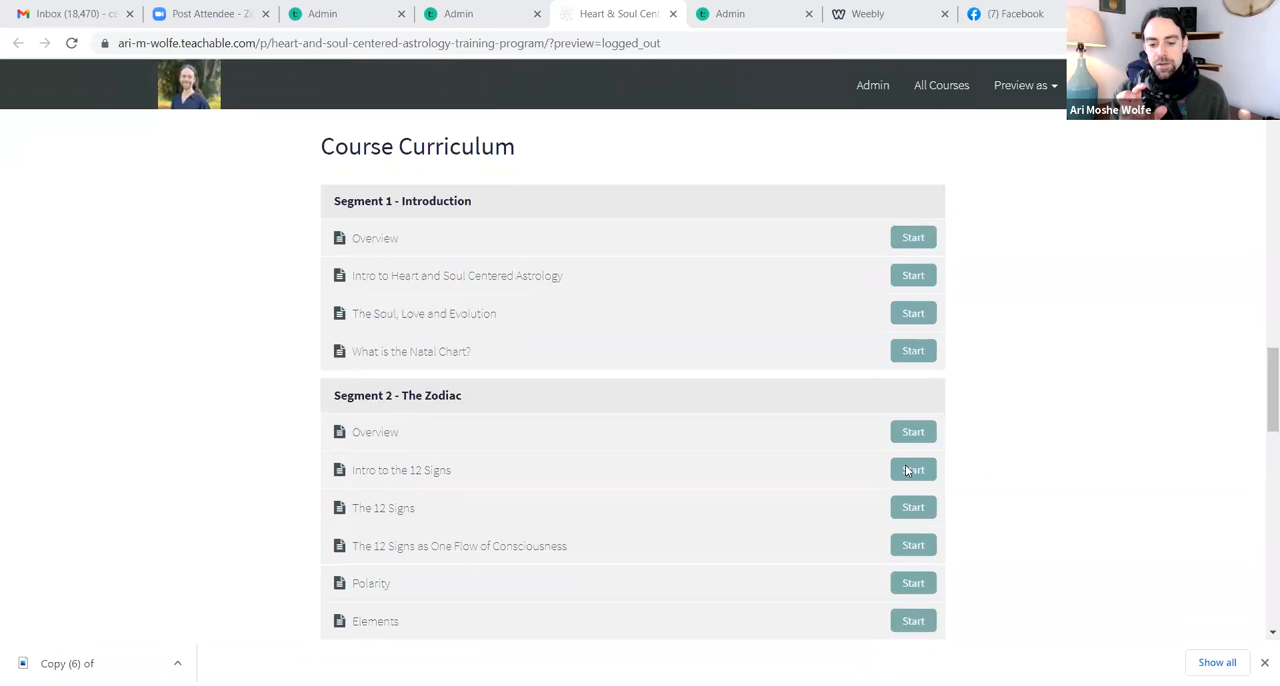 Inbox (18,470) - ce
Post Attendee - Z
Admin
Admin
Heart & Soul Cen
Admin
Weebly
(7) Facebook
ari-m-wolfe.teachable.com/p/heart-and-soul-centered-astrology-training-program/?preview=logged_out
Admin
All Courses
Preview as
Ari Moshe Wolfe
Course Curriculum
Segment 1 - Introduction
Overview
Start
Intro to Heart and Soul Centered Astrology
Start
The Soul, Love and Evolution
Start
What is the Natal Chart?
Start
Segment 2 - The Zodiac
Overview
Start
Intro to the 12 Signs
Start
The 12 Signs
Start
The 12 Signs as One Flow of Consciousness
Start
Polarity
Start
Elements
Start
Copy (6) of
Show all